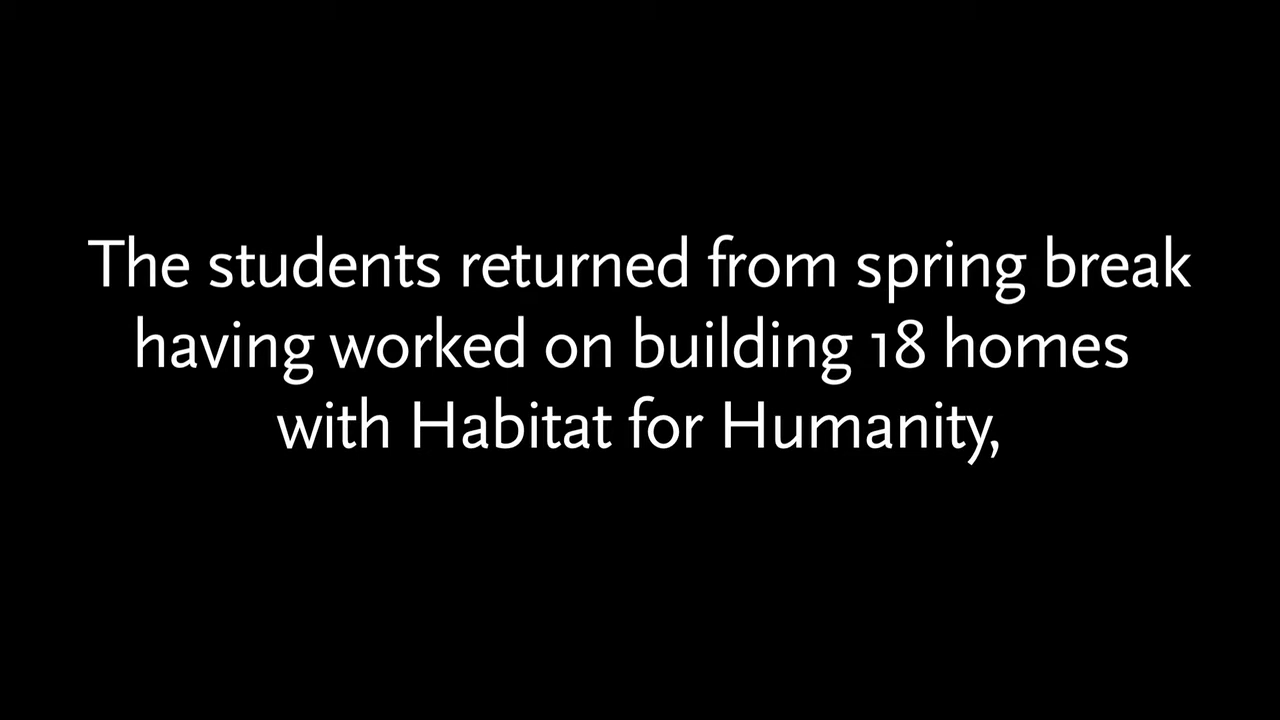 The students returned from spring break
having worked on building 18 homes
with Habitat for Humanity,